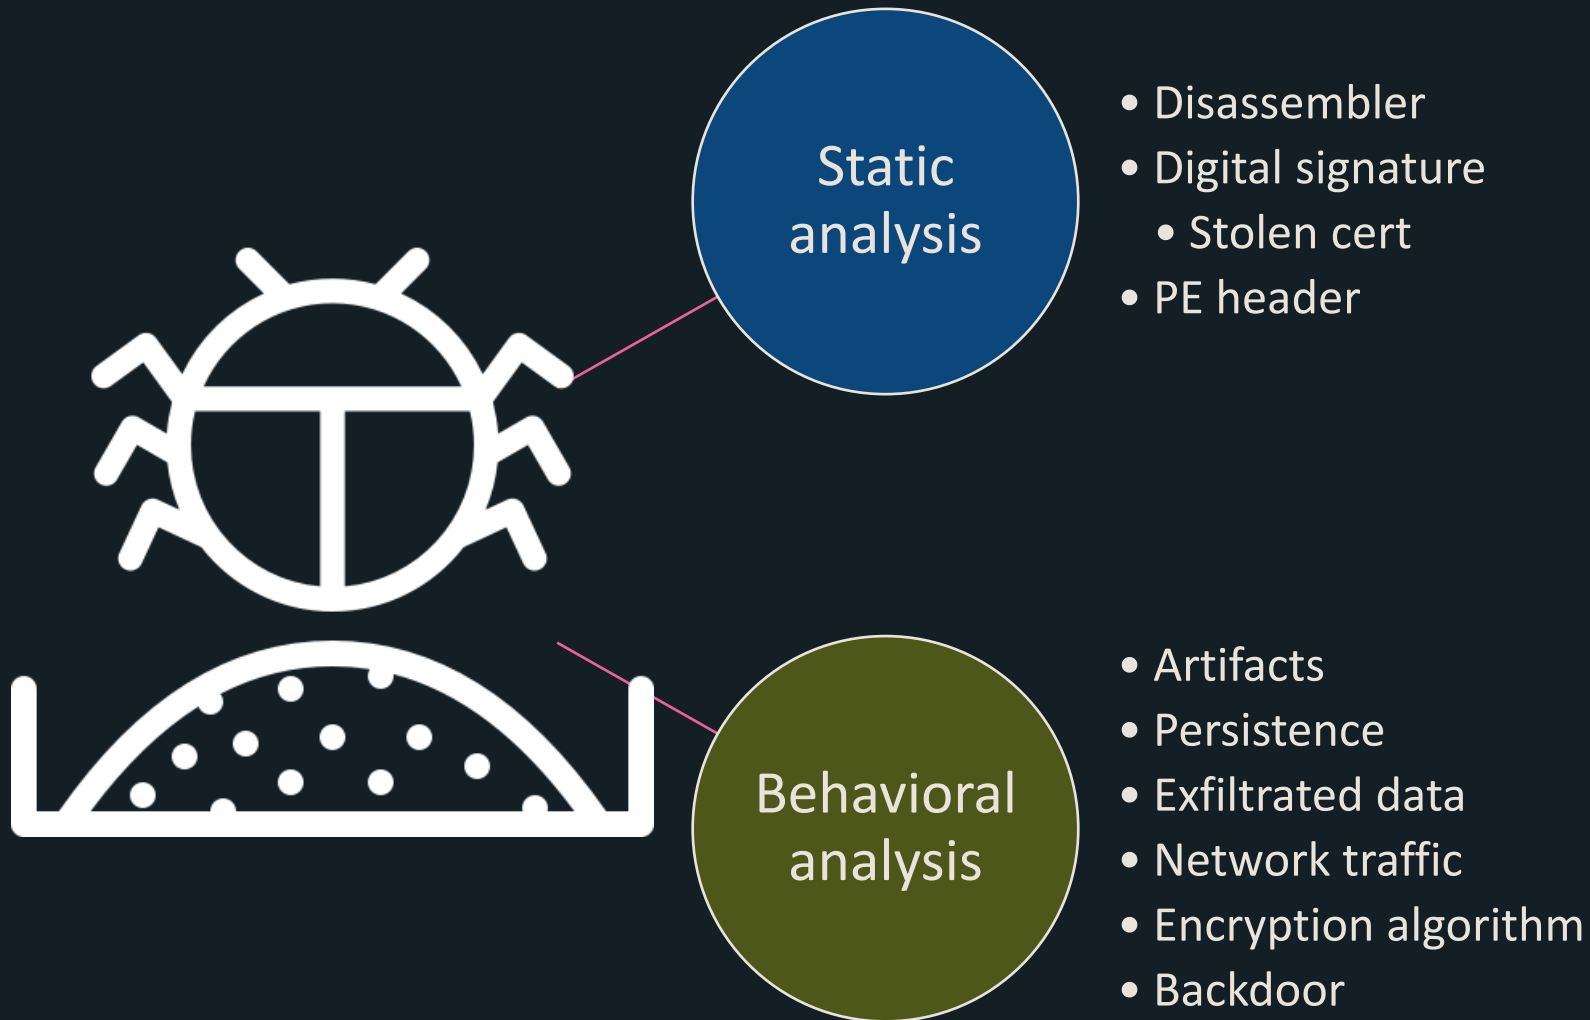 Static
analysis
• Disassembler
• Digital signature
• Stolen cert
• PE header
Behavioral
analysis
• Artifacts
• Persistence
• Exfiltrated data
• Network traffic
• Encryption algorithm
• Backdoor